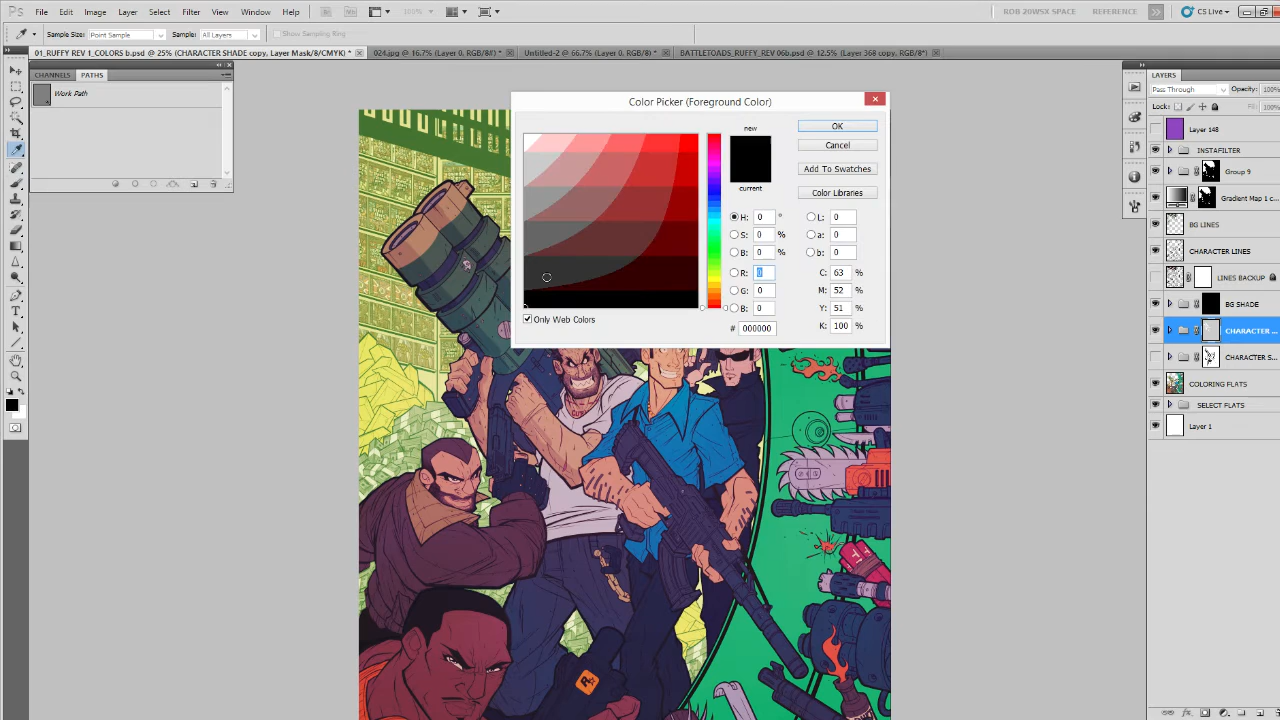 Ps File Edit Image Layer Select Filter View Window Help 100% ROB 20WSX SPACE REFERENCE >> CS Live
Sample Size: Point Sample Sample: All Layers Show Sampling Ring
01_RUFFY REV 1_COLORS b.psd @ 25% (CHARACTER SHADE copy, Layer Mask/8/CMYK) * 024.jpg @ 16.7% (Layer 0, RGB/8#) * Untitled-2 @ 66.7% (Layer 0, RGB/8) * BATTLETOADS_RUFFY_REV 06b.psd @ 12.5% (Layer 368 copy, RGB/8*)
CHANNELS PATHS
Work Path
Color Picker (Foreground Color)
new
current
OK
Cancel
Add To Swatches
Color Libraries
H: 0 ° L: 0
S: 0 % a: 0
B: 0 % b: 0
R: 0 C: 63 %
G: 0 M: 52 %
B: 0 Y: 51 %
# 000000 K: 100 %
Only Web Colors
LAYERS
Pass Through Opacity: 100%
Lock: Fill: 100%
Layer 148
INSTAFILTER
Group 9
Gradient Map 1 c...
BG LINES
CHARACTER LINES
LINES BACKUP
BG SHADE
CHARACTER ...
CHARACTER S...
COLORING FLATS
SELECT FLATS
Layer 1